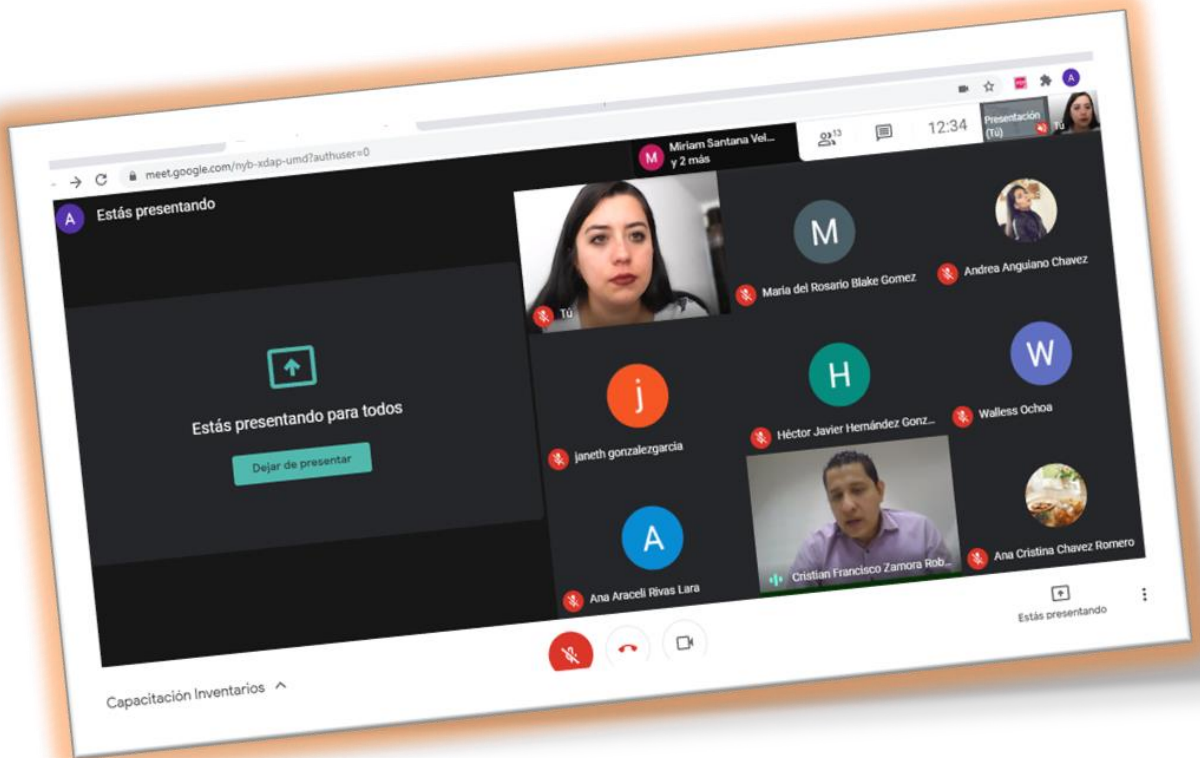 meet.google.com/nyb-xdap-umd?authuser=0
A
A
Estás presentando
M
Miriam Santana Vel...
y 2 más
13
12:34
Presentación
(Tú)
Tú
Estás presentando para todos
Dejar de presentar
Tú
M
Maria del Rosario Blake Gomez
Andrea Anguiano Chavez
j
janeth gonzalezgarcia
H
Héctor Javier Hernández Gonz...
W
Walless Ochoa
A
Ana Araceli Rivas Lara
Cristian Francisco Zamora Rob...
Ana Cristina Chavez Romero
Capacitación Inventarios
Estás presentando